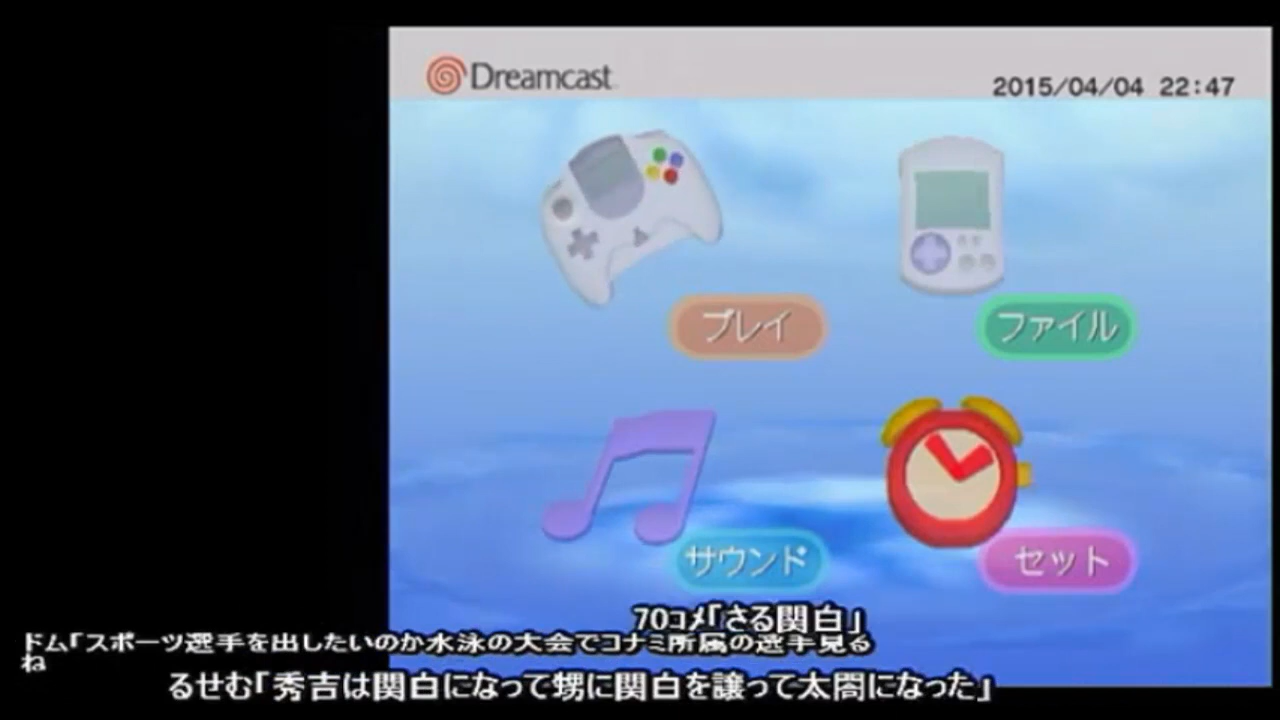 Dreamcast
2015/04/04 22:47
プレイ
ファイル
サウンド
セット
70コメ「さる関白」
ドム「スポーツ選手を出したいのか水泳の大会でコナミ所属の選手見る
ね
るせむ「秀吉は関白になって甥に関白を譲って太閤になった」